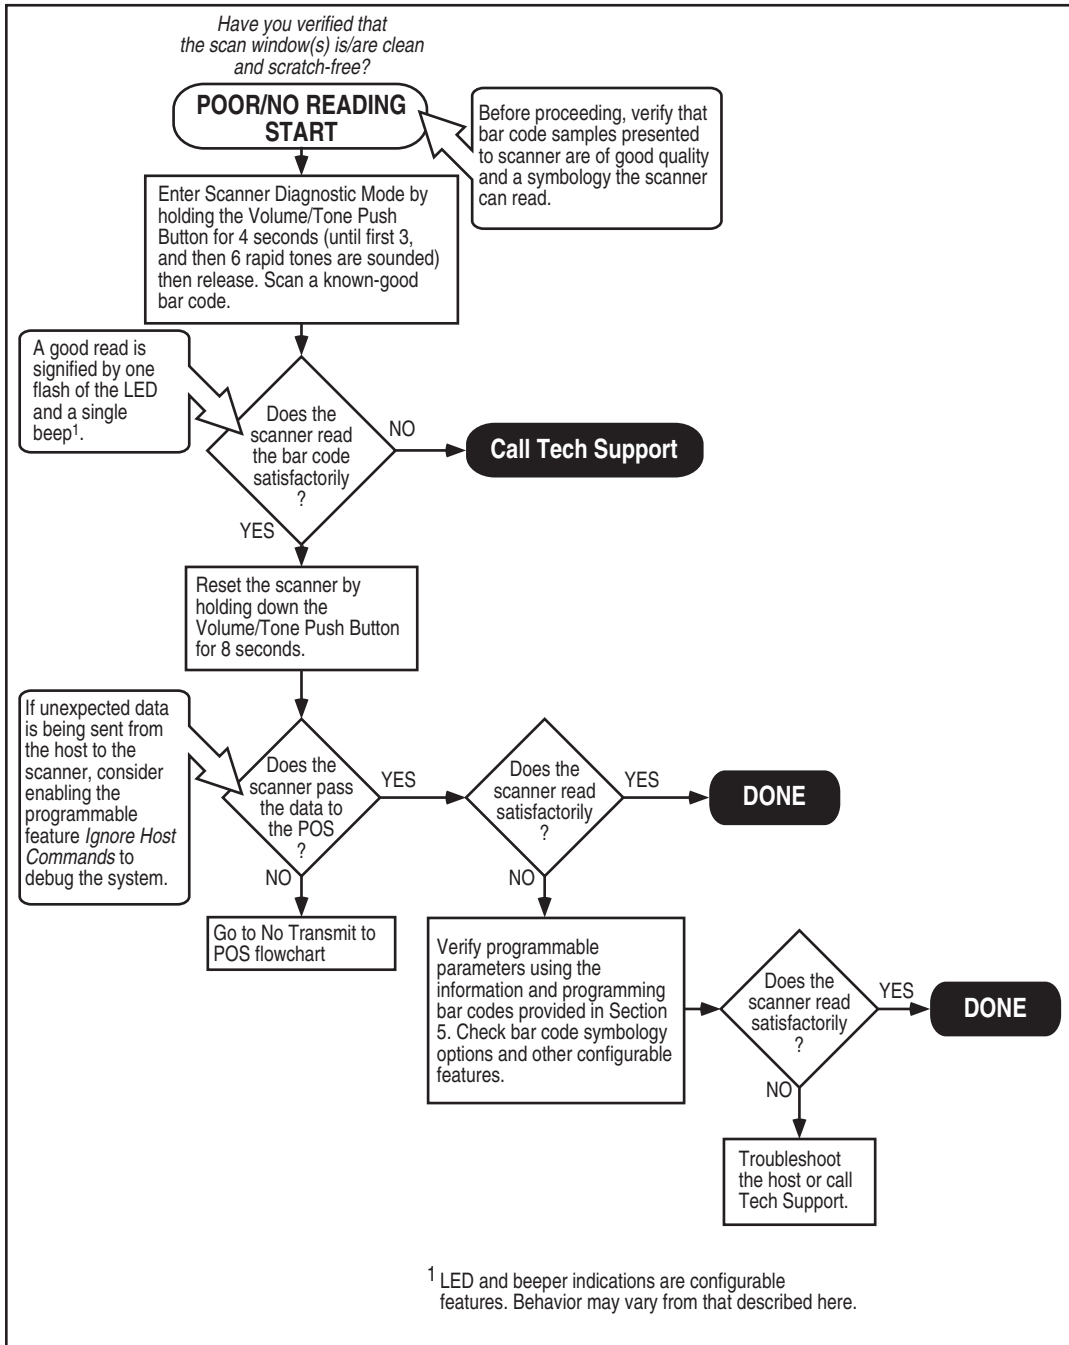 Have you verified that
the scan window(s) is/are clean
and scratch-free?
POOR/NO READING
START
Before proceeding, verify that
bar code samples presented
to scanner are of good quality
and a symbology the scanner
can read.
Enter Scanner Diagnostic Mode by
holding the Volume/Tone Push
Button for 4 seconds (until first 3,
and then 6 rapid tones are sounded)
then release. Scan a known-good
bar code.
A good read is
signified by one
flash of the LED
and a single
beep1.
Does the
scanner read
the bar code
satisfactorily
?
NO
Call Tech Support
YES
Reset the scanner by
holding down the
Volume/Tone Push Button
for 8 seconds.
If unexpected data
is being sent from
the host to the
scanner, consider
enabling the
programmable
feature Ignore Host
Commands to
debug the system.
Does the
scanner pass
the data to
the POS
?
YES
Does the
scanner read
satisfactorily
?
YES
DONE
NO
Go to No Transmit to
POS flowchart
NO
Verify programmable
parameters using the
information and programming
bar codes provided in Section
5. Check bar code symbology
options and other configurable
features.
Does the
scanner read
satisfactorily
?
YES
DONE
NO
Troubleshoot
the host or call
Tech Support.
1 LED and beeper indications are configurable
features. Behavior may vary from that described here.